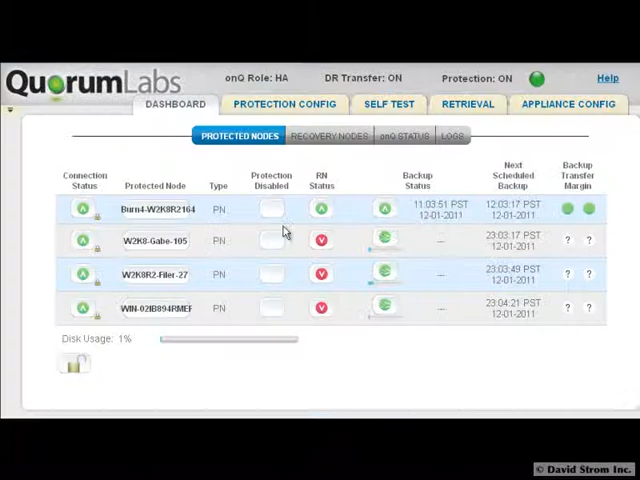 QuorumLabs
onQ Role: HA DR Transfer: ON Protection: ON Help
DASHBOARD PROTECTION CONFIG SELF TEST RETRIEVAL APPLIANCE CONFIG
PROTECTED NODES RECOVERY NODES onQ STATUS LOGS
Connection Status Protected Node Type Protection Disabled RN Status Backup Status Next Scheduled Backup Backup Transfer Margin
Burn4-W2K8R2164 PN 11:03:51 PST 12-01-2011 12:03:17 PST 12-01-2011
W2K8-Gabe-105 PN --- 23:03:17 PST 12-01-2011 ? ?
W2K8R2-Filer-27 PN --- 23:03:49 PST 12-01-2011 ? ?
WIN-02IB894RMEF PN --- 23:04:21 PST 12-01-2011 ? ?
Disk Usage: 1%
© David Strom Inc.